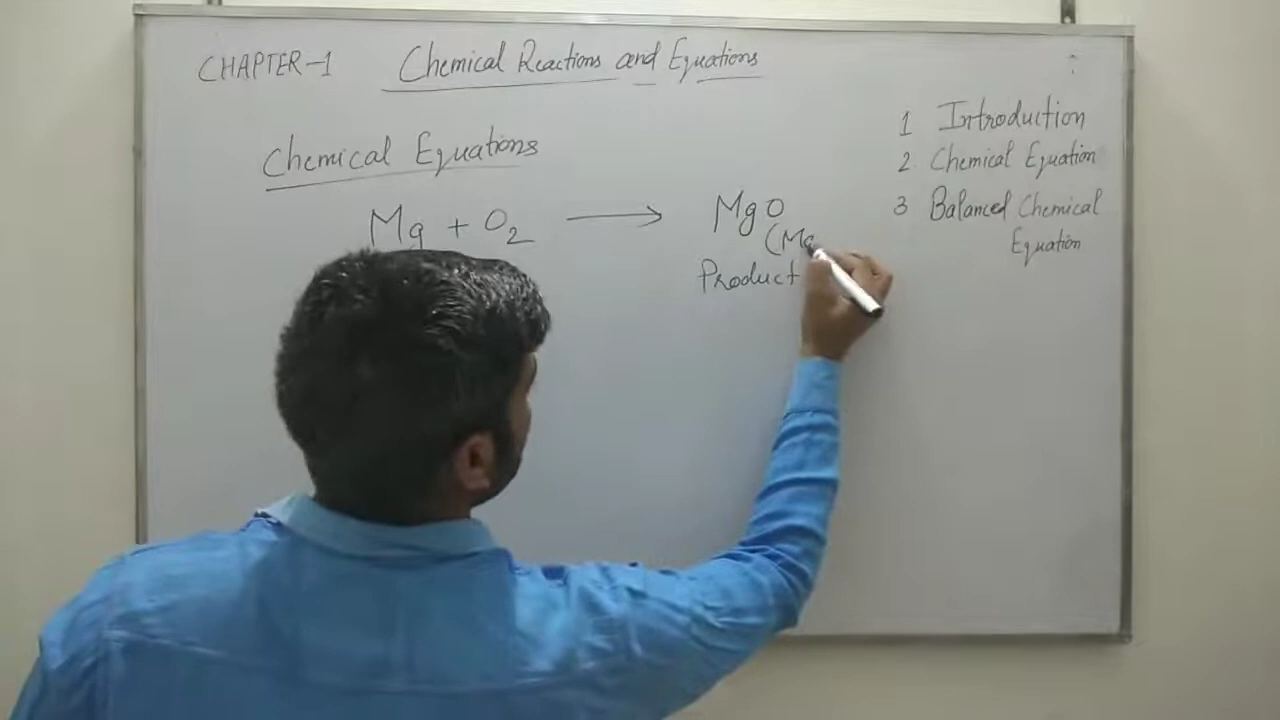 CHAPTER-1 Chemical Reactions and Equations
Chemical Equations
Mg + O₂ ⟶ MgO
(Mg
Product
1 Introduction
2. Chemical Equation
3 Balanced Chemical
Equation